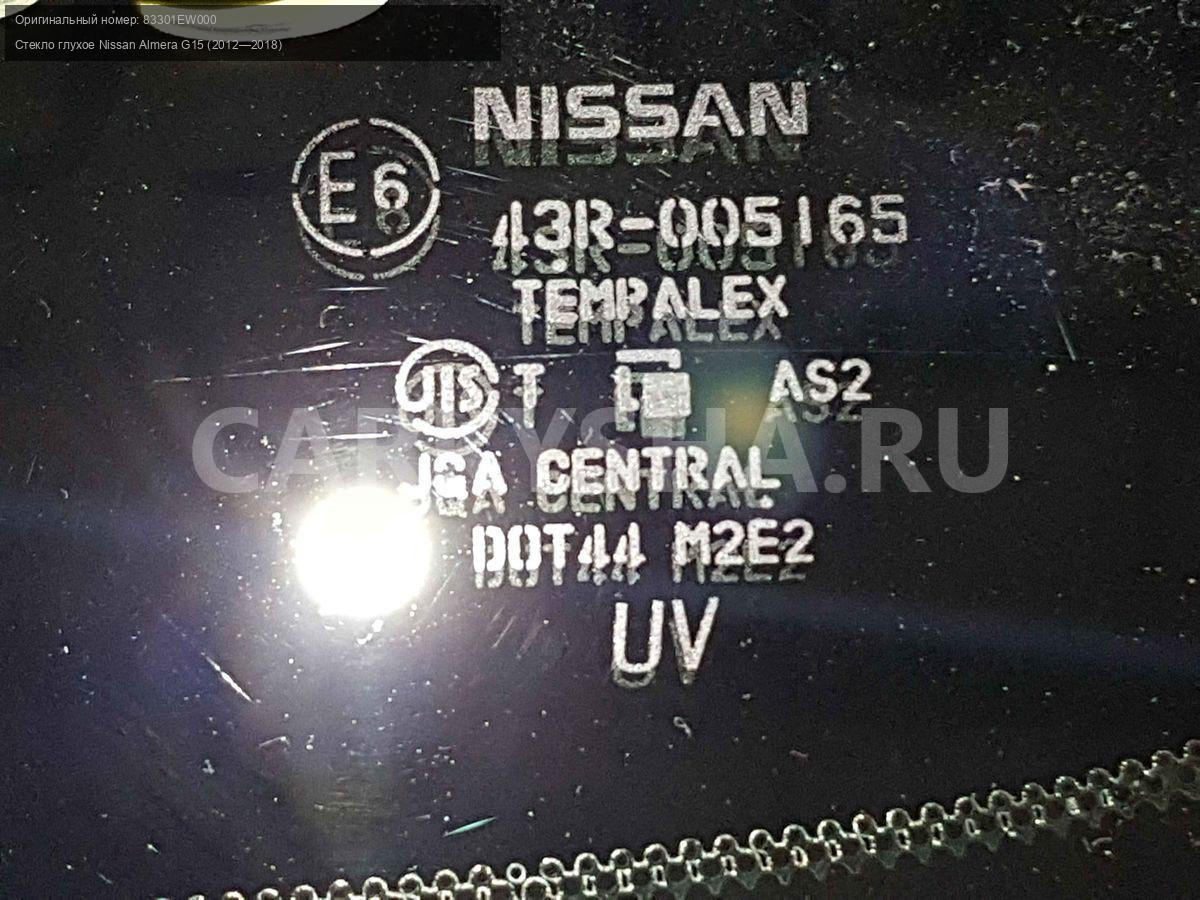 Оригинальный номер: 83301EW000
Стекло глухое Nissan Almera G15 (2012—2018)
NISSAN
E6
43R-005165
TEMPALEX
JIS T AS2
CARRYSHA.RU
JGA CENTRAL
DOT44 M2E2
UV